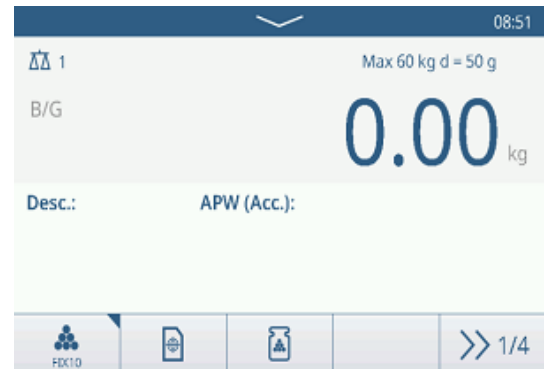 08:51
1 Max 60 kg d = 50 g
B/G
0.00 kg
Desc.: APW (Acc.):
FIX10
1/4